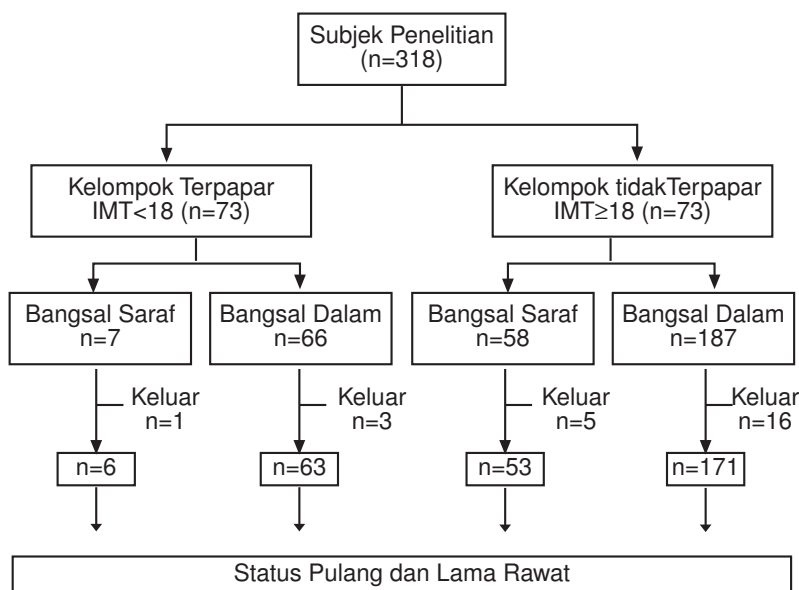 Subjek Penelitian
(n=318)
Kelompok Terpapar
IMT<18 (n=73)
Kelompok tidakTerpapar
IMT≥18 (n=73)
Bangsal Saraf
n=7
Bangsal Dalam
n=66
Bangsal Saraf
n=58
Bangsal Dalam
n=187
Keluar
n=1
Keluar
n=3
Keluar
n=5
Keluar
n=16
n=6
n=63
n=53
n=171
Status Pulang dan Lama Rawat